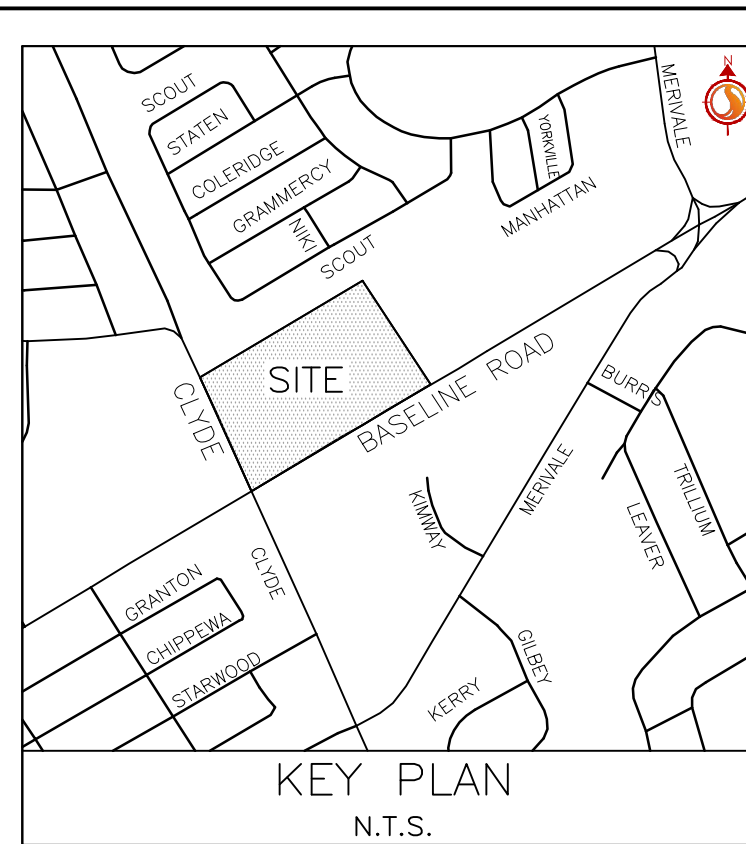 SCOUT
MERIVALE
N
STATEN
YORKVILLE
COLERIDGE
GRAMMERCY
MANHATTAN
NIKI
SCOUT
SITE
BASELINE ROAD
CLYDE
BURRIS
MERIVALE
TRILLIUM
KIMWAY
LEAVER
CLYDE
GRANTON
CHIPPEWA
GILBEY
STARWOOD
KERRY
KEY PLAN
N.T.S.